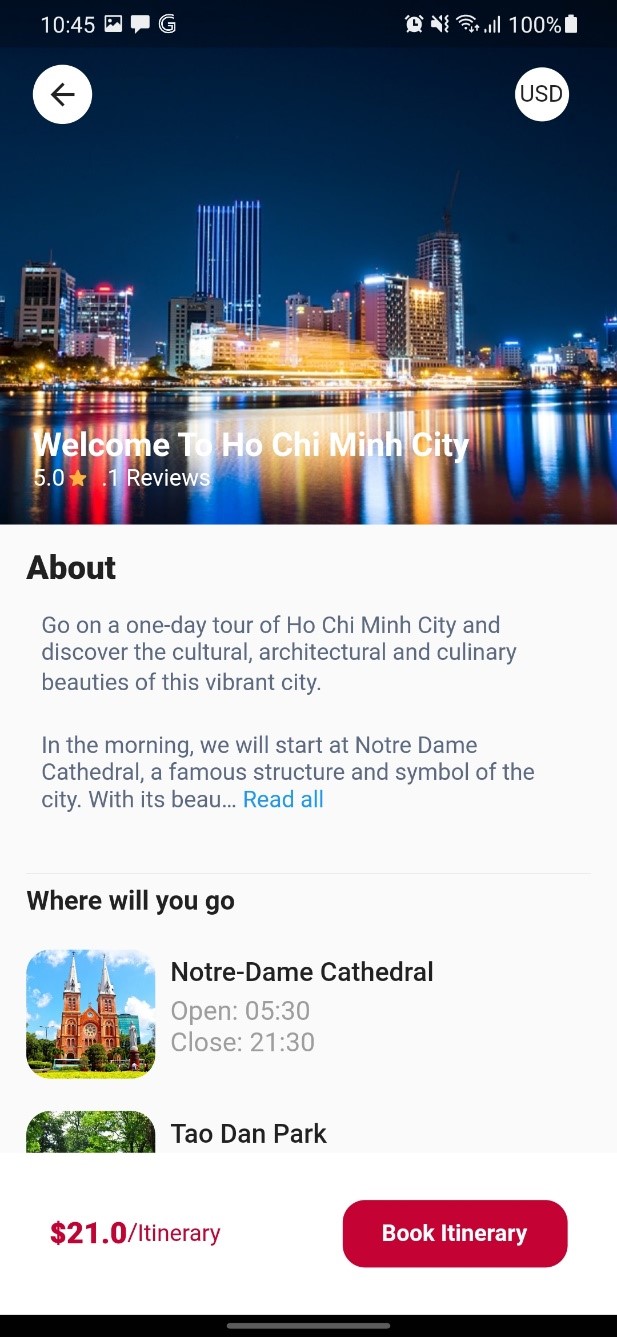 10:45
100%
USD
Welcome To Ho Chi Minh City
5.0 .1 Reviews
About
Go on a one-day tour of Ho Chi Minh City and
discover the cultural, architectural and culinary
beauties of this vibrant city.
In the morning, we will start at Notre Dame
Cathedral, a famous structure and symbol of the
city. With its beau... Read all
Where will you go
Notre-Dame Cathedral
Open: 05:30
Close: 21:30
Tao Dan Park
$21.0/Itinerary
Book Itinerary